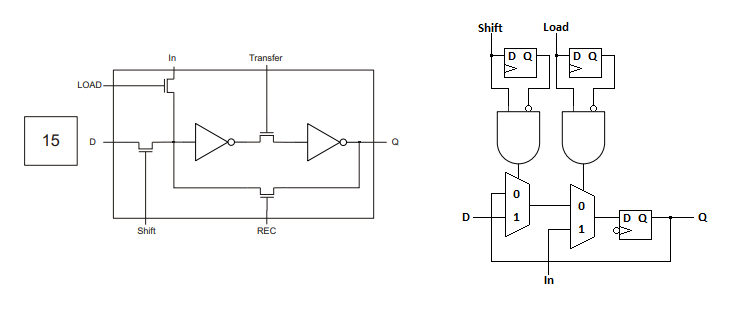 In Transfer
LOAD
15
D Q
Shift REC
Shift Load
D Q D Q
0
1
0
1
D D Q Q
In